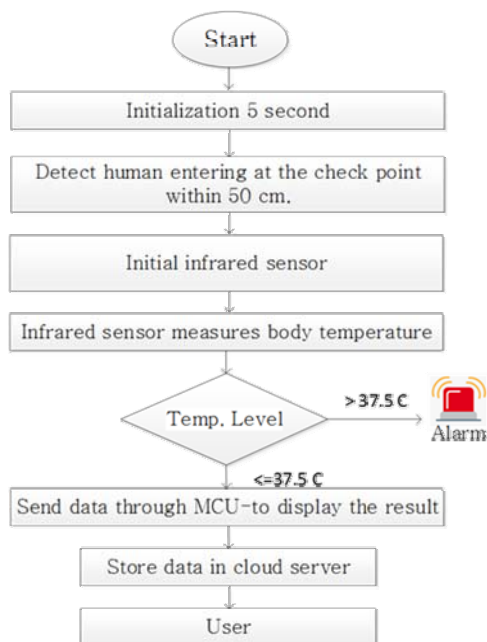 Start
Initialization 5 second
Detect human entering at the check point
within 50 cm.
Initial infrared sensor
Infrared sensor measures body temperature
Temp. Level
>37.5 C
Alarm
<=37.5 C
Send data through MCU-to display the result
Store data in cloud server
User